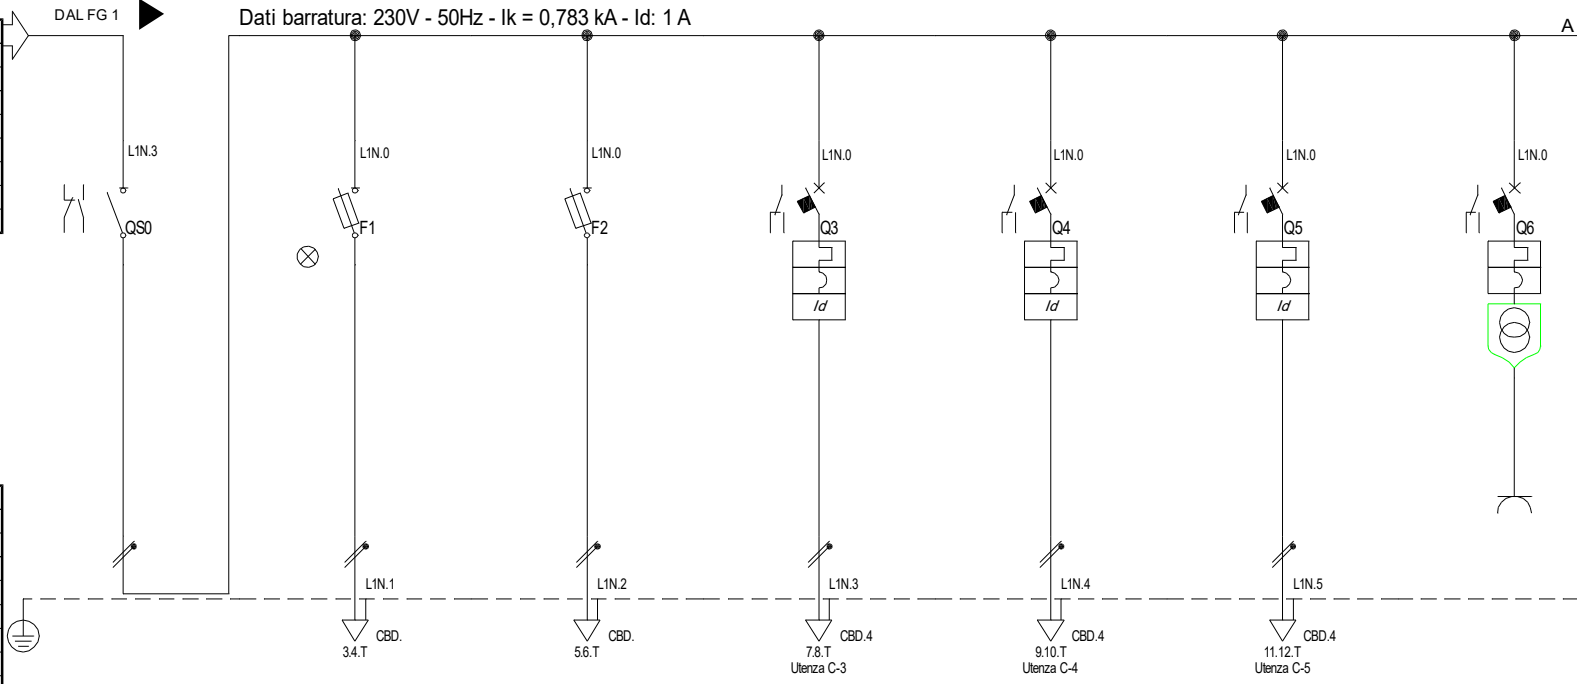 DAL FG 1
Dati barratura: 230V - 50Hz - Ik = 0,783 kA - Id: 1 A
A
L1N.3
L1N.0
L1N.0
L1N.0
L1N.0
L1N.0
L1N.0
QS0
F1
F2
Q3
Q4
Q5
Q6
Id
Id
Id
L1N.1
L1N.2
L1N.3
L1N.4
L1N.5
CBD.
CBD.
CBD.4
CBD.4
CBD.4
3.4.T
5.6.T
7.8.T
9.10.T
11.12.T
Utenza C-3
Utenza C-4
Utenza C-5